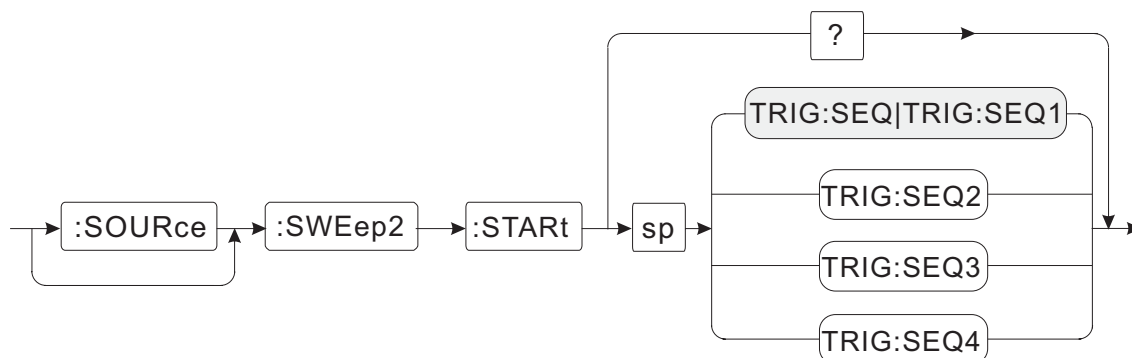 ?
TRIG:SEQ|TRIG:SEQ1
TRIG:SEQ2
:SOURce :SWEep2 :STARt sp
TRIG:SEQ3
TRIG:SEQ4